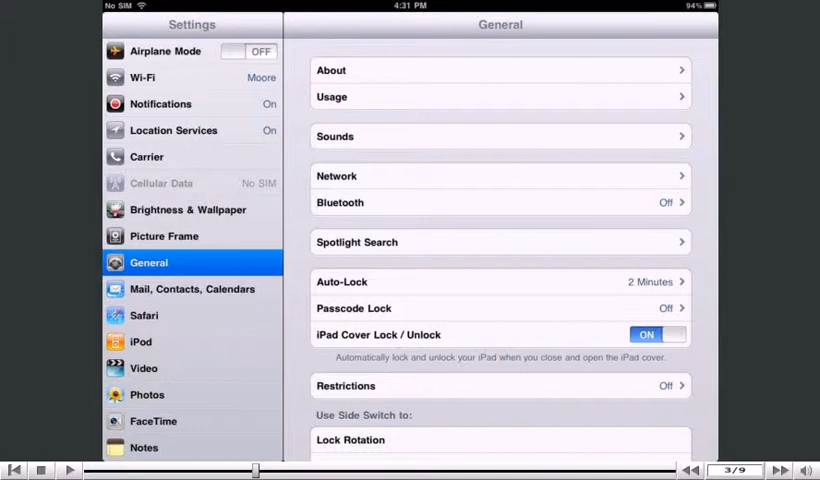 No SIM 4:31 PM 94%
Settings
General
Airplane Mode OFF
Wi-Fi Moore
Notifications On
Location Services On
Carrier
Cellular Data No SIM
Brightness & Wallpaper
Picture Frame
General
Mail, Contacts, Calendars
Safari
iPod
Video
Photos
FaceTime
Notes
About
Usage
Sounds
Network
Bluetooth Off
Spotlight Search
Auto-Lock 2 Minutes
Passcode Lock Off
iPad Cover Lock / Unlock ON
Automatically lock and unlock your iPad when you close and open the iPad cover.
Restrictions Off
Use Side Switch to:
Lock Rotation
3/9